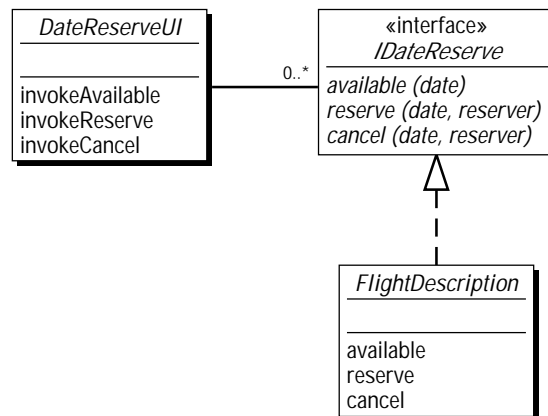 DateReserveUI
invokeAvailable
invokeReserve
invokeCancel
0..*
«interface»
IDateReserve
available (date)
reserve (date, reserver)
cancel (date, reserver)
FlightDescription
available
reserve
cancel